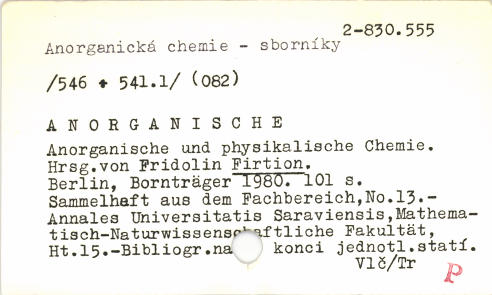 2-830.555
Anorganická chemie - sborníky
/546 + 541.1/ (082)
A N O R G A N I S C H E
Anorganische und physikalische Chemie.
Hrsg.von Fridolin Firtion.
Berlin, Bornträger 1980. 101 s.
Sammelhaft aus dem Fachbereich,No.13.-
Annales Universitatis Saraviensis,Mathema-
tisch-Naturwissenschaftliche Fakultät,
Ht.15.-Bibliogr.na konci jednotl.statí.
Vlč/Tr
P